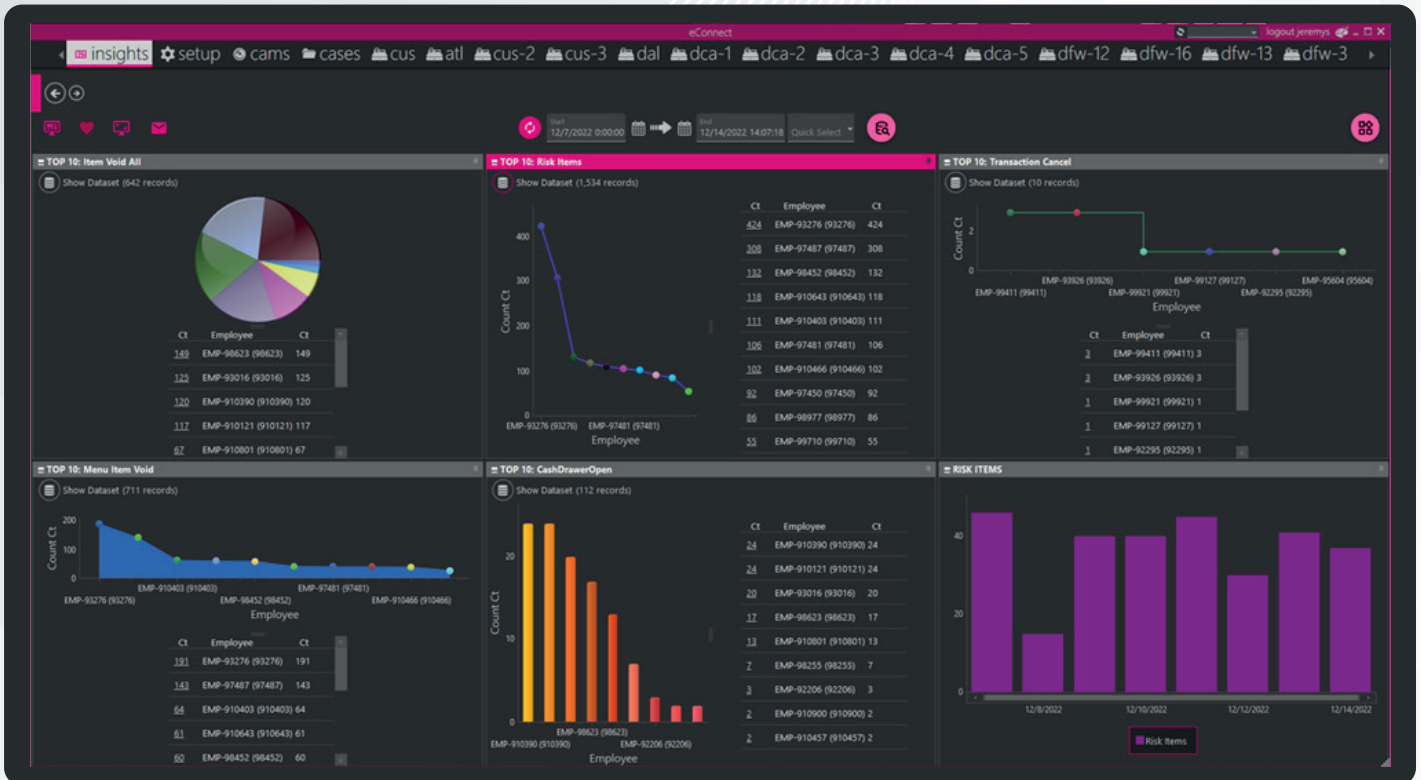 eConnect
logout jeremys
insights setup cams cases cus atl cus-2 cus-3 dal dca-1 dca-2 dca-3 dca-4 dca-5 dfw-12 dfw-16 dfw-13 dfw-3
Start
12/7/2022 0:00:00
End
12/14/2022 14:07:18
Quick Select
TOP 10: Item Void All
Show Dataset (642 records)
Ct Employee Ct
149 EMP-98623 (98623) 149
125 EMP-93016 (93016) 125
120 EMP-910390 (910390) 120
117 EMP-910121 (910121) 117
67 EMP-910801 (910801) 67
TOP 10: Risk Items
Show Dataset (1,534 records)
400
300
200
100
0
Count Ct
EMP-93276 (93276) EMP-97481 (97481)
Employee
Ct Employee Ct
424 EMP-93276 (93276) 424
308 EMP-97487 (97487) 308
132 EMP-98452 (98452) 132
118 EMP-910643 (910643) 118
111 EMP-910403 (910403) 111
106 EMP-97481 (97481) 106
102 EMP-910466 (910466) 102
92 EMP-97450 (97450) 92
86 EMP-98977 (98977) 86
55 EMP-99710 (99710) 55
TOP 10: Transaction Cancel
Show Dataset (10 records)
2
0
Count Ct
EMP-93926 (93926) EMP-99127 (99127) EMP-95604 (95604)
EMP-99411 (99411) EMP-99921 (99921) EMP-92295 (92295)
Employee
Ct Employee Ct
3 EMP-99411 (99411) 3
3 EMP-93926 (93926) 3
1 EMP-99921 (99921) 1
1 EMP-99127 (99127) 1
1 EMP-92295 (92295) 1
TOP 10: Menu Item Void
Show Dataset (711 records)
200
100
0
Count Ct
EMP-910403 (910403) EMP-97481 (97481)
EMP-93276 (93276) EMP-98452 (98452) EMP-910466 (910466)
Employee
Ct Employee Ct
191 EMP-93276 (93276) 191
143 EMP-97487 (97487) 143
64 EMP-910403 (910403) 64
61 EMP-910643 (910643) 61
60 EMP-98452 (98452) 60
TOP 10: CashDrawerOpen
Show Dataset (112 records)
20
10
0
Count Ct
EMP-98623 (98623)
EMP-910390 (910390) EMP-92206 (92206)
Employee
Ct Employee Ct
24 EMP-910390 (910390) 24
24 EMP-910121 (910121) 24
20 EMP-93016 (93016) 20
17 EMP-98623 (98623) 17
13 EMP-910801 (910801) 13
7 EMP-98255 (98255) 7
3 EMP-92206 (92206) 3
2 EMP-910900 (910900) 2
2 EMP-910457 (910457) 2
RISK ITEMS
40
20
0
12/8/2022 12/10/2022 12/12/2022 12/14/2022
Risk Items